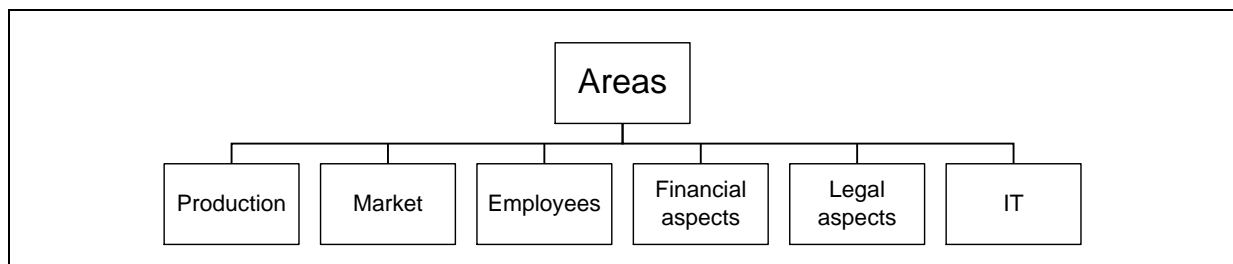 Areas
Production
Market
Employees
Financial
aspects
Legal
aspects
IT